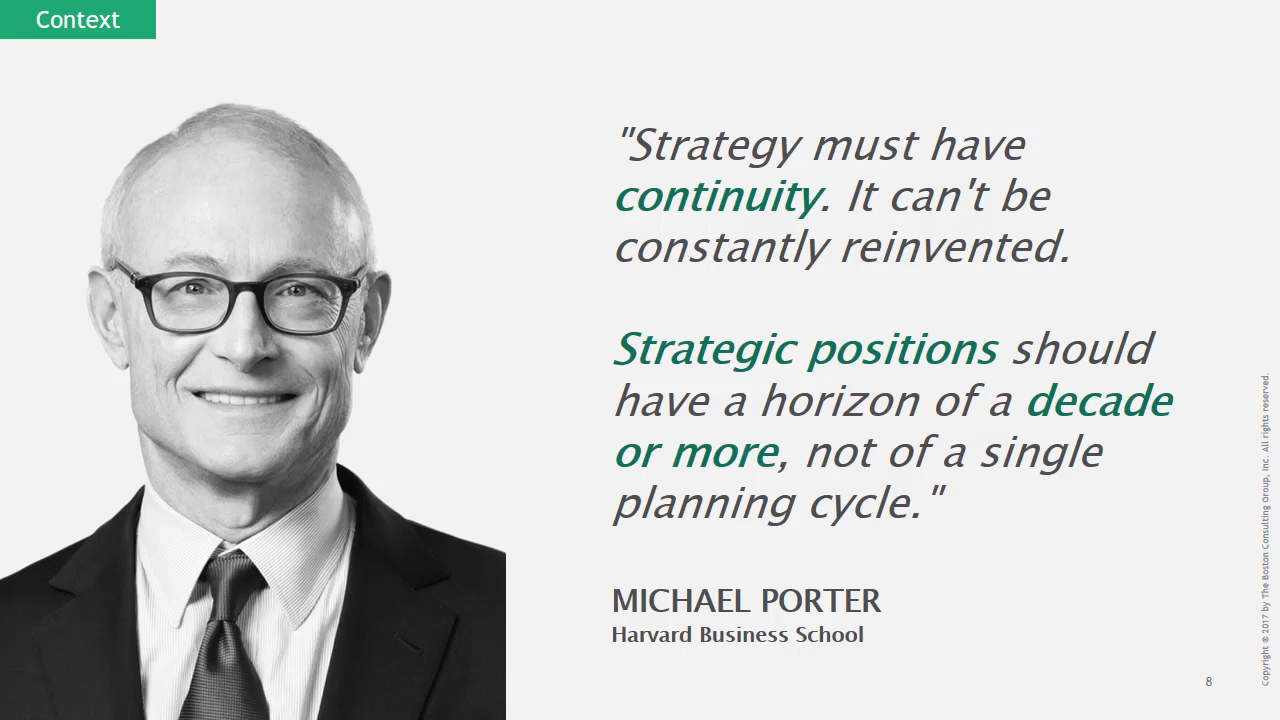 Context
"Strategy must have
continuity. It can't be
constantly reinvented.
Strategic positions should
have a horizon of a decade
or more, not of a single
planning cycle."
MICHAEL PORTER
Harvard Business School
8
Copyright © 2017 by The Boston Consulting Group, Inc. All rights reserved.